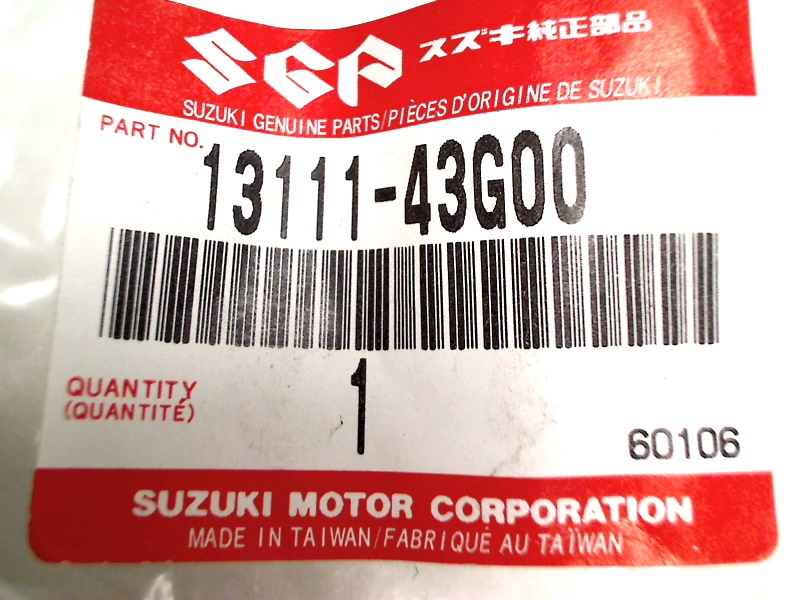 SGP スズキ純正部品
SUZUKI GENUINE PARTS/PIÈCES D'ORIGINE DE SUZUKI
PART NO.
13111-43G00
QUANTITY
(QUANTITÉ)
1
60106
SUZUKI MOTOR CORPORATION
MADE IN TAIWAN/FABRIQUÉ AU TAÏWAN